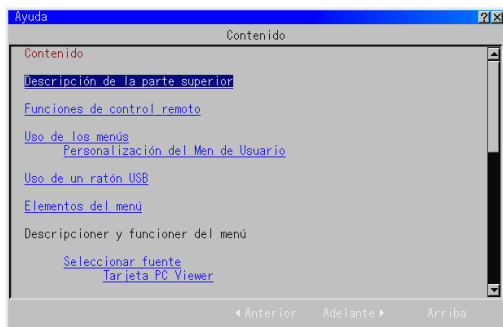 Ayuda
Contenido
Contenido
Descripción de la parte superior
Funciones de control remoto
Uso de los menús
Personalización del Men de Usuario
Uso de un ratón USB
Elementos del menú
Descripcioner y funcioner del menú
Seleccionar fuente
Tarjeta PC Viewer
Anterior Adelante Arriba